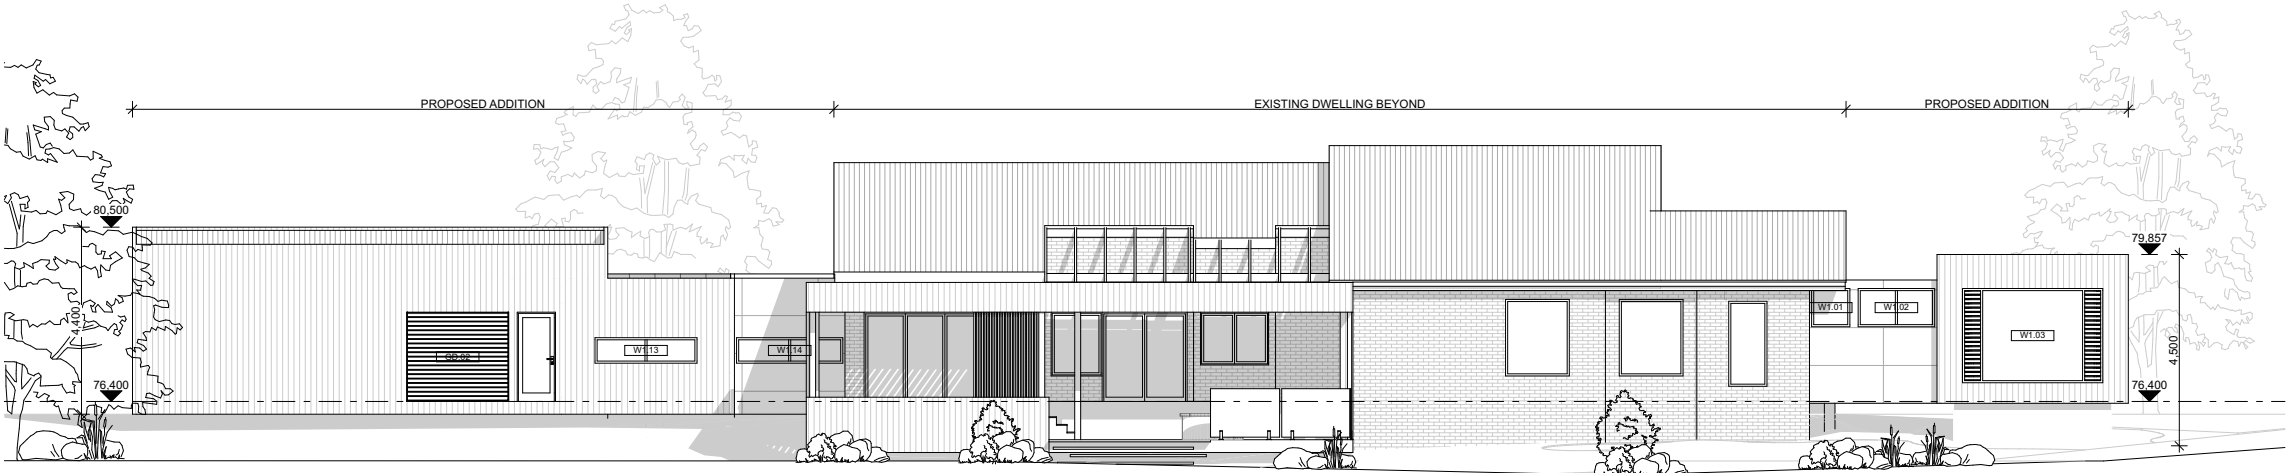 PROPOSED ADDITION
EXISTING DWELLING BEYOND
PROPOSED ADDITION
80,500
79,857
4,400
W1.01
W1.02
W1.03
GD.02
W1.13
W1.14
4,500
76,400
76,400